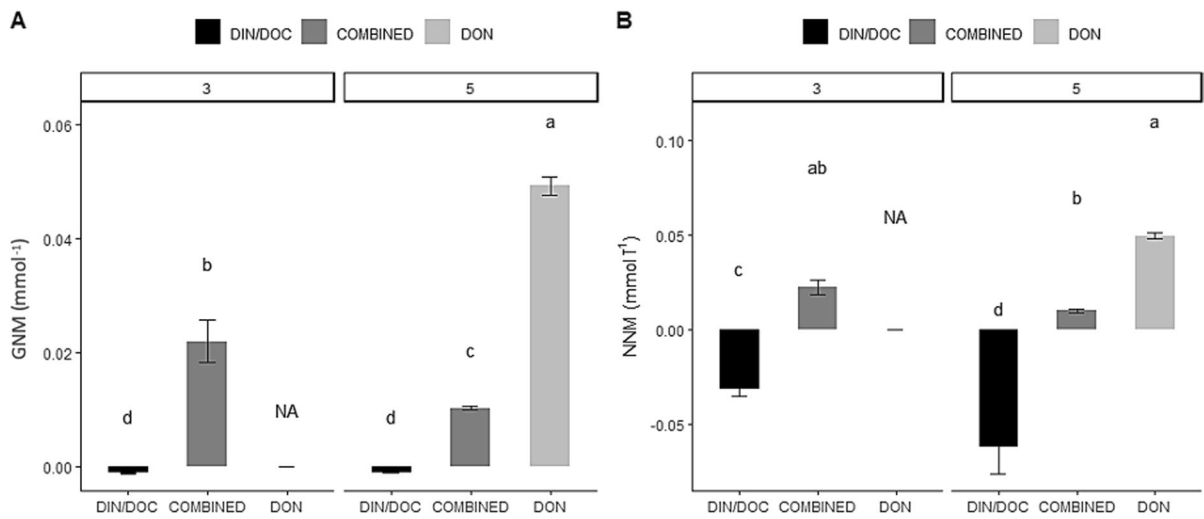 A
DIN/DOC COMBINED DON
3 5
GNM (mmol⁻¹)
0.06
0.04
0.02
0.00
d b NA d c a
DIN/DOC COMBINED DON DIN/DOC COMBINED DON
B
DIN/DOC COMBINED DON
3 5
NNM (mmol T¹)
0.10
0.05
0.00
-0.05
c ab NA d b a
DIN/DOC COMBINED DON DIN/DOC COMBINED DON